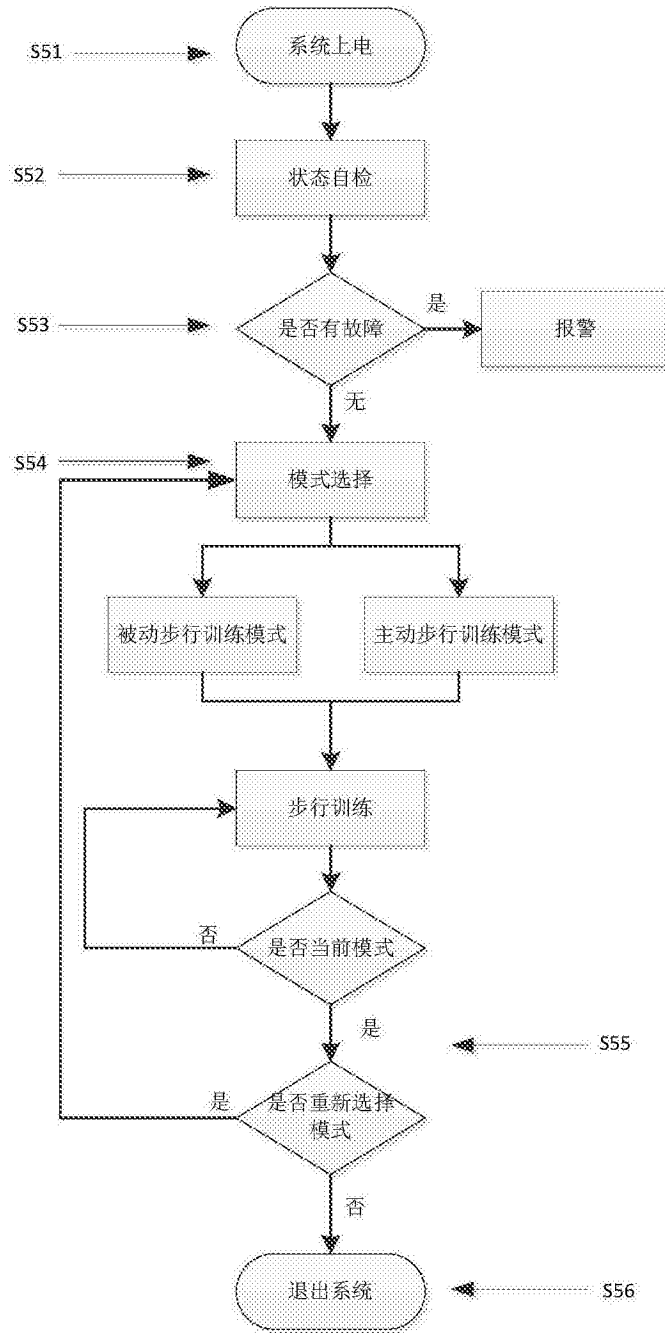 S51
系统上电
S52
状态自检
S53
是否有故障
是
报警
无
S54
模式选择
被动步行训练模式
主动步行训练模式
步行训练
否
是否当前模式
是
S55
是
是否重新选择
模式
否
退出系统
S56